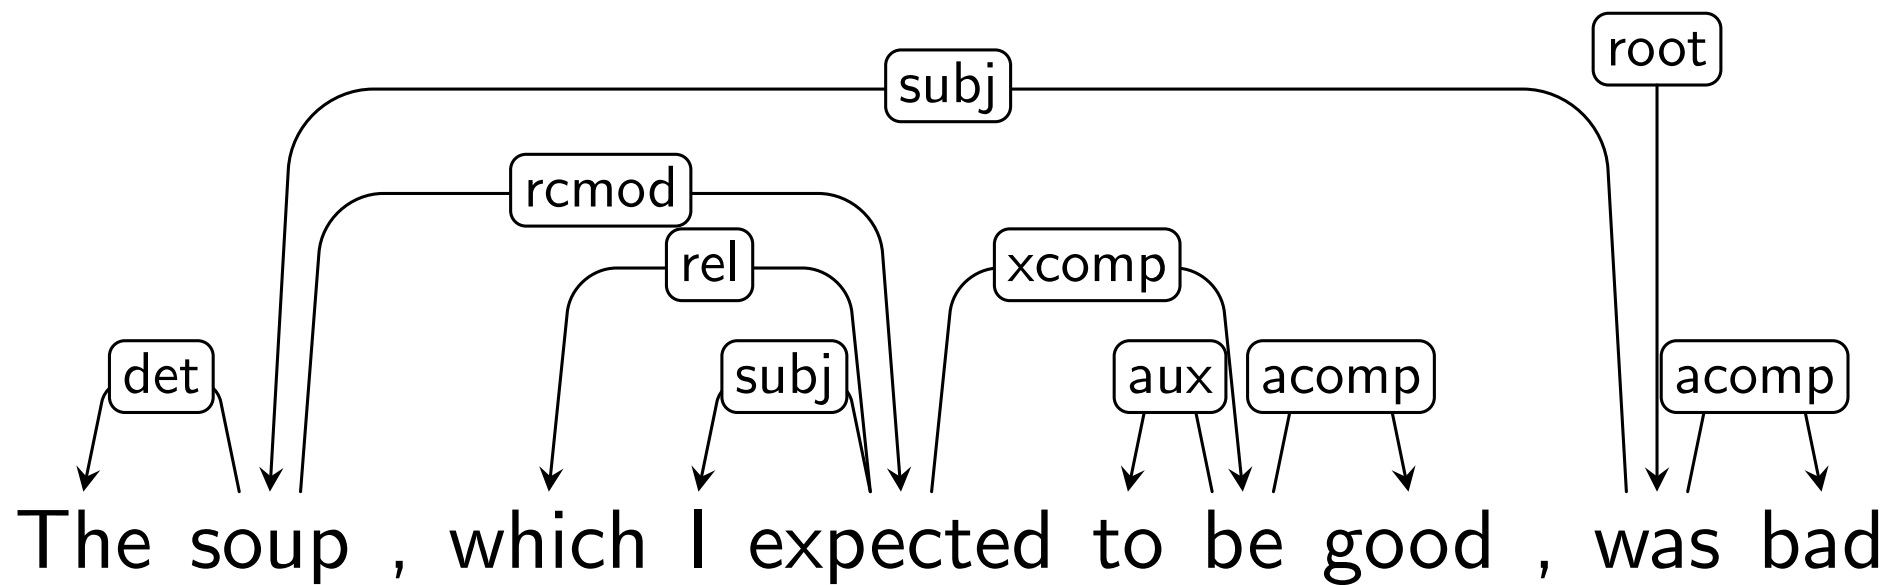 root
subj
rcmod
rel xcomp
det subj aux acomp acomp
The soup , which I expected to be good , was bad